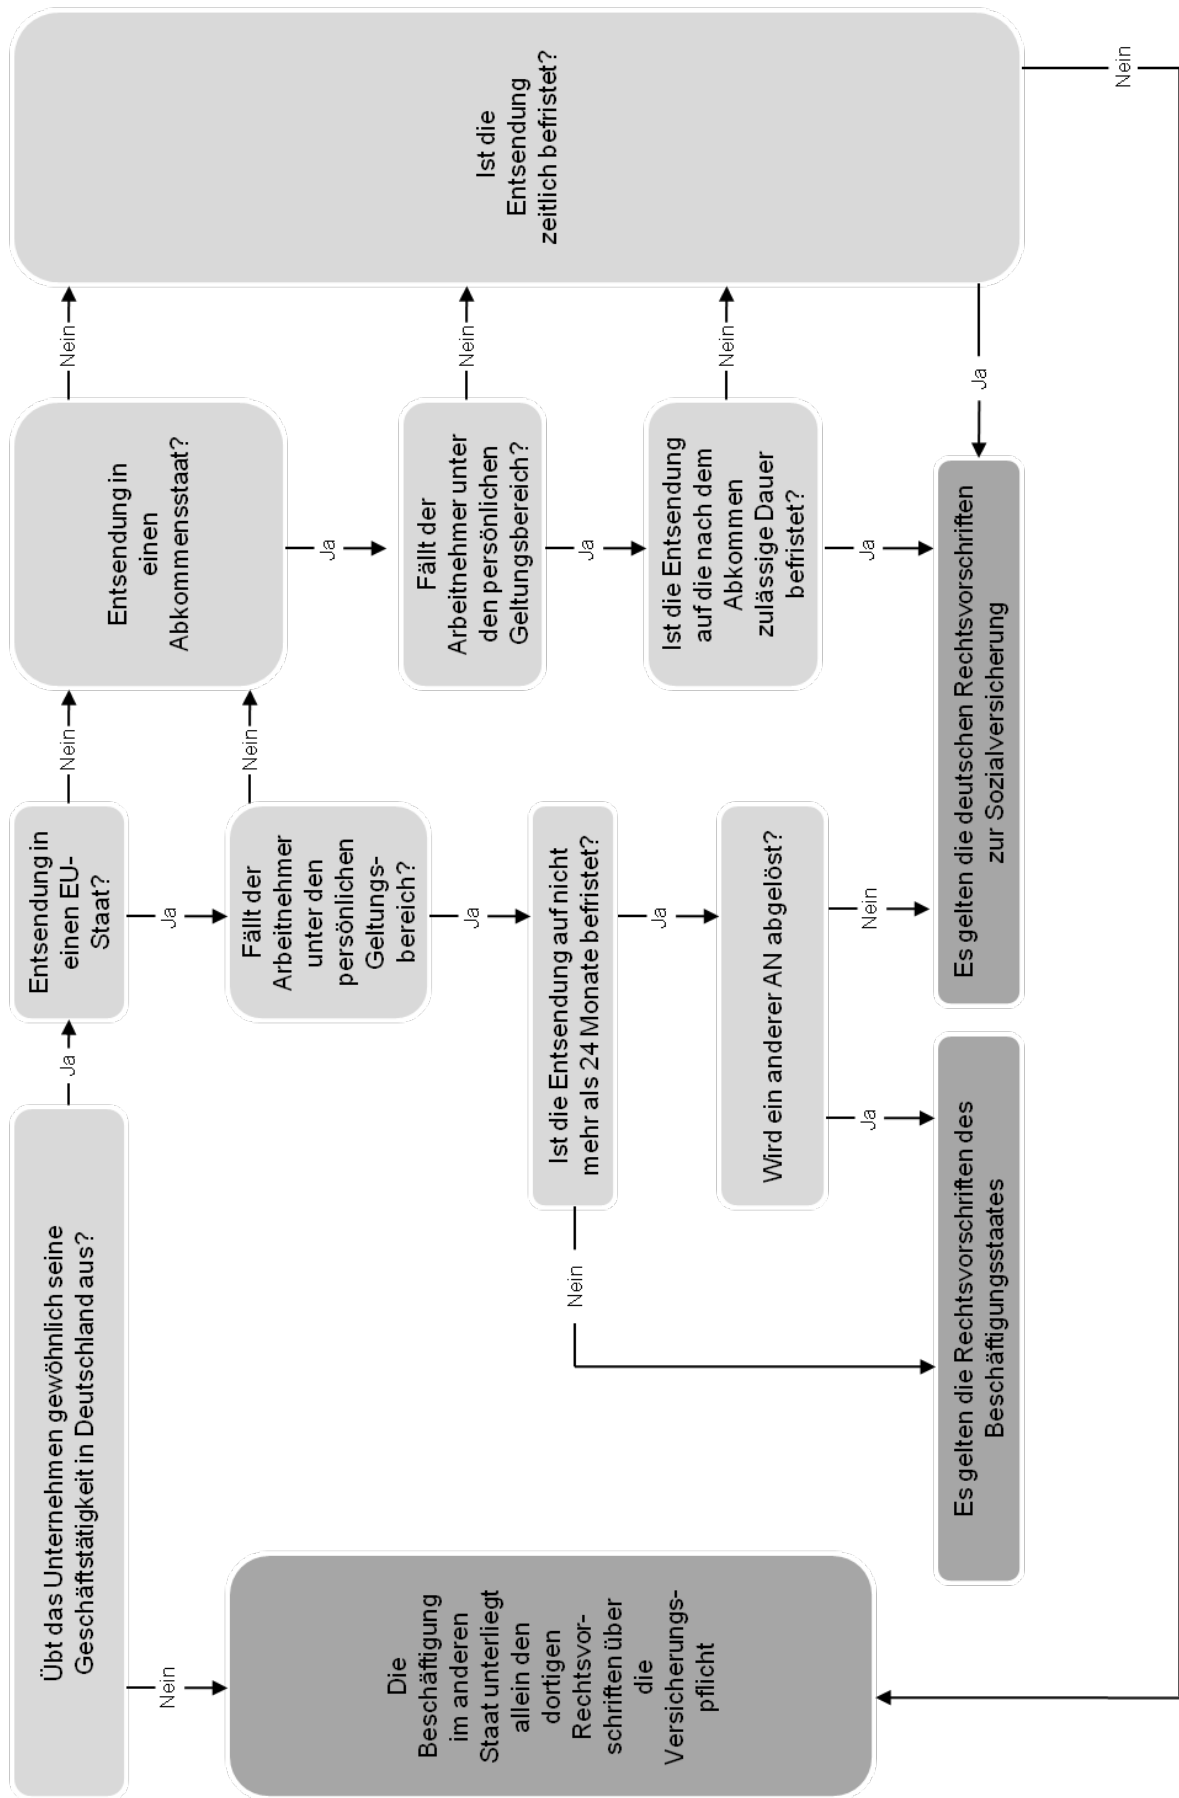 Übt das Unternehmen gewöhnlich seine
Geschäftstätigkeit in Deutschland aus?
Ja
Nein
Entsendung in
einen EU-
Staat?
Nein
Ja
Entsendung in
einen
Abkommensstaat?
Nein
Ja
Ist die
Entsendung
zeitlich befristet?
Nein
Ja
Die
Beschäftigung
im anderen
Staat unterliegt
allein den
dortigen
Rechtsvor-
schriften über
die
Versicherungs-
pflicht
Fällt der
Arbeitnehmer
unter den
persönlichen
Geltungs-
bereich?
Nein
Ja
Fällt der
Arbeitnehmer unter
den persönlichen
Geltungsbereich?
Nein
Ja
Ist die Entsendung auf nicht
mehr als 24 Monate befristet?
Nein
Ja
Ist die Entsendung
auf die nach dem
Abkommen
zulässige Dauer
befristet?
Nein
Ja
Wird ein anderer AN abgelöst?
Ja
Nein
Es gelten die Rechtsvorschriften des
Beschäftigungsstaates
Es gelten die deutschen Rechtsvorschriften
zur Sozialversicherung